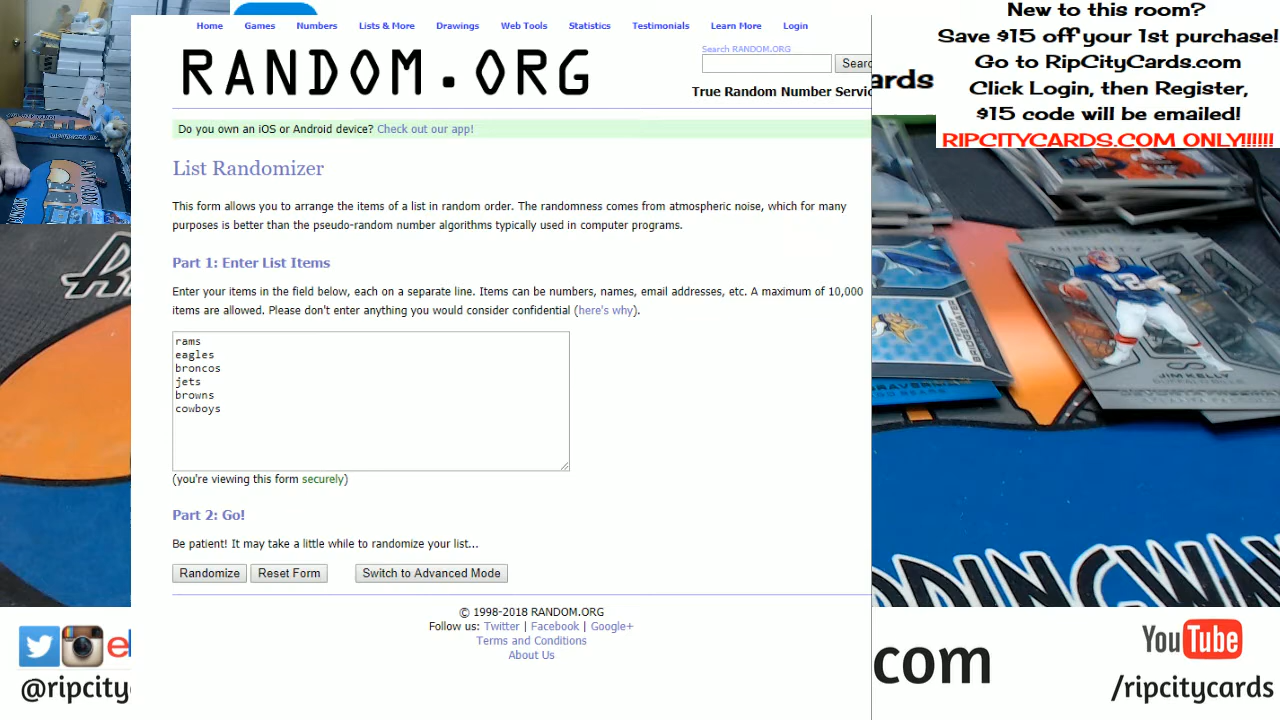 Home Games Numbers Lists & More Drawings Web Tools Statistics Testimonials Learn More Login
RANDOM.ORG
Search RANDOM.ORG
True Random Number Servic
Do you own an iOS or Android device? Check out our app!
List Randomizer
This form allows you to arrange the items of a list in random order. The randomness comes from atmospheric noise, which for many
purposes is better than the pseudo-random number algorithms typically used in computer programs.
Part 1: Enter List Items
Enter your items in the field below, each on a separate line. Items can be numbers, names, email addresses, etc. A maximum of 10,000
items are allowed. Please don't enter anything you would consider confidential (here's why).
rams
eagles
broncos
jets
browns
cowboys
(you're viewing this form securely)
Part 2: Go!
Be patient! It may take a little while to randomize your list...
Randomize Reset Form Switch to Advanced Mode
© 1998-2018 RANDOM.ORG
Follow us: Twitter | Facebook | Google+
Terms and Conditions
About Us
New to this room?
Save $15 off your 1st purchase!
Go to RipCityCards.com
Click Login, then Register,
$15 code will be emailed!
RIPCITYCARDS.COM ONLY!!!!!!
ards
INFINITY
12
JIM KELLY
BUFFALO BILLS
BRIDGEWATER
com
@ripcity
You Tube
/ripcitycards